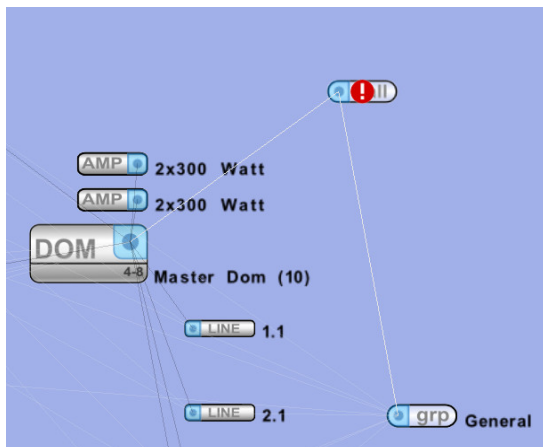 AMP 2x300 Watt
AMP 2x300 Watt
DOM
4-8 Master Dom (10)
LINE 1.1
LINE 2.1
grp General